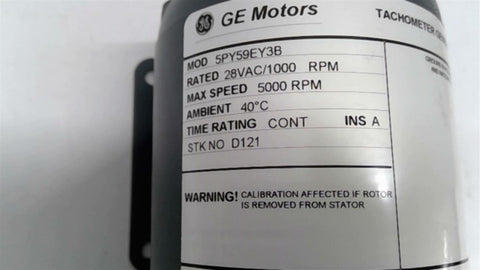 GE Motors
TACHOMETER
MOD 5PY59EY3B
RATED 28VAC/1000 RPM
MAX SPEED 5000 RPM
AMBIENT 40°C
TIME RATING CONT INS A
STK NO D121
WARNING! CALIBRATION AFFECTED IF ROTOR
IS REMOVED FROM STATOR